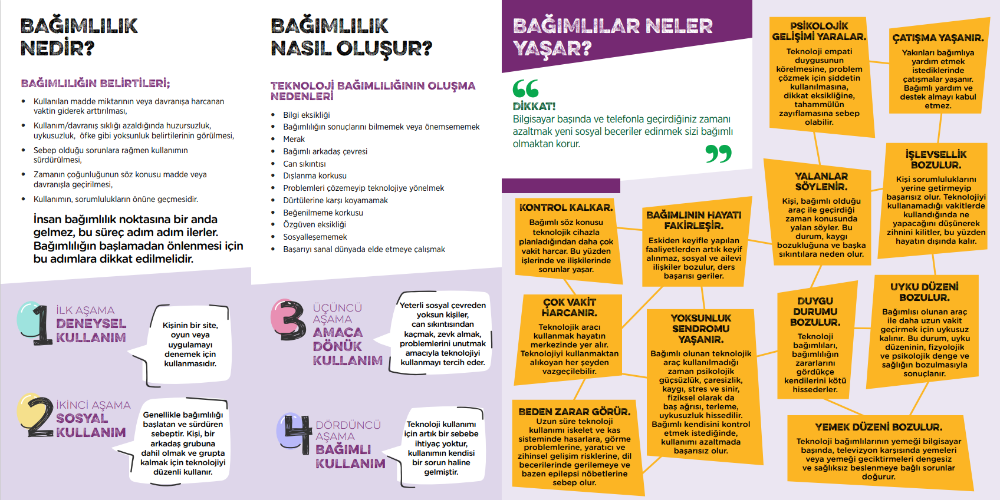 BAĞIMLILIK
NEDİR?
BAĞIMLILIĞIN BELİRTİLERİ;
• Kullanılan madde miktarının veya davranışa harcanan
vaktin giderek arttırılması,
• Kullanım/davranış sıklığı azaldığında huzursuzluk,
uykusuzluk, öfke gibi yoksunluk belirtilerinin görülmesi,
• Sebep olduğu sorunlara rağmen kullanımın
sürdürülmesi,
• Zamanın çoğunluğunun söz konusu madde veya
davranışla geçirilmesi,
• Kullanımın, sorumlulukların önüne geçmesidir.
İnsan bağımlılık noktasına bir anda
gelmez, bu süreç adım adım ilerler.
Bağımlılığın başlamadan önlenmesi için
bu adımlara dikkat edilmelidir.
1
İLK AŞAMA
DENEYSEL
KULLANIM
Kişinin bir site,
oyun veya
uygulamayı
denemek için
kullanmasıdır.
2
İKİNCİ AŞAMA
SOSYAL
KULLANIM
Genellikle bağımlılığı
başlatan ve sürdüren
sebeptir. Kişi, bir
arkadaş grubuna
dahil olmak ve grupta
kalmak için teknolojiyi
düzenli kullanır.
BAĞIMLILIK
NASIL OLUŞUR?
TEKNOLOJİ BAĞIMLILIĞININ OLUŞMA
NEDENLERİ
• Bilgi eksikliği
• Bağımlılığın sonuçlarını bilmemek veya önemsememek
• Merak
• Bağımlı arkadaş çevresi
• Can sıkıntısı
• Dışlanma korkusu
• Problemleri çözemeyip teknolojiye yönelmek
• Dürtülerine karşı koyamamak
• Beğenilmeme korkusu
• Özgüven eksikliği
• Sosyalleşememek
• Başarıyı sanal dünyada elde etmeye çalışmak
3
ÜÇÜNCÜ
AŞAMA
AMACA
DÖNÜK
KULLANIM
Yeterli sosyal çevreden
yoksun kişiler,
can sıkıntısından
kaçmak, zevk almak,
problemlerini unutmak
amacıyla teknolojiyi
kullanmayı tercih eder.
4
DÖRDÜNCÜ
AŞAMA
BAĞIMLI
KULLANIM
Teknoloji kullanımı
için artık bir sebebe
ihtiyaç yoktur,
kullanımın kendisi
bir sorun haline
gelmiştir.
BAĞIMLILAR NELER
YAŞAR?
“
DİKKAT!
Bilgisayar başında ve telefonla geçirdiğiniz zamanı
azaltmak yeni sosyal beceriler edinmek sizi bağımlı
olmaktan korur.
”
KONTROL KALKAR.
Bağımlı söz konusu
teknolojik cihazla
planladığından daha çok
vakit harcar. Bu yüzden
işlerinde ve ilişkilerinde
sorunlar yaşar.
BAĞIMLININ HAYATI
FAKİRLEŞİR.
Eskiden keyifle yapılan
faaliyetlerden artık keyif
alınmaz, sosyal ve ailevi
ilişkiler bozulur, ders
başarısı geriler.
ÇOK VAKİT
HARCANIR.
Teknolojik aracı
kullanmak hayatın
merkezinde yer alır.
Teknolojiyi kullanmaktan
alıkoyan her şeyden
vazgeçilebilir.
YOKSUNLUK
SENDROMU
YAŞANIR.
Bağımlı olunan teknolojik
araç kullanılmadığı
zaman psikolojik
güçsüzlük, çaresizlik,
kaygı, stres ve sinir,
fiziksel olarak da
baş ağrısı, terleme,
uykusuzluk hissedilir.
Bağımlı kendisini kontrol
etmek istediğinde,
kullanımı azaltmada
başarısız olur.
BEDEN ZARAR GÖRÜR.
Uzun süre teknoloji
kullanımı iskelet ve kas
sisteminde hasarlara, görme
problemlerine, yaratıcı ve
zihinsel gelişim risklerine, dil
becerilerinde gerilemeye ve
bazen epilepsi nöbetlerine
sebep olur.
PSİKOLOJİK
GELİŞİMİ YARALAR.
Teknoloji empati
duygusunun
körelmesine, problem
çözmek için şiddetin
kullanılmasına,
dikkat eksikliğine,
tahammülün
zayıflamasına sebep
olabilir.
ÇATIŞMA YAŞANIR.
Yakınları bağımlıya
yardım etmek
istediklerinde
çatışmalar yaşanır.
Bağımlı yardım ve
destek almayı kabul
etmez.
YALANLAR
SÖYLENİR.
Kişi, bağımlı olduğu
araç ile geçirdiği
zaman konusunda
yalan söyler. Bu
durum, kaygı
bozukluğuna ve başka
sıkıntılara neden olur.
İŞLEVSELLİK
BOZULUR.
Kişi sorumluluklarını
yerine getirmeyip
başarısız olur. Teknolojiyi
kullanamadığı vakitlerde
kullandığında ne
yapacağını düşünerek
zihnini kilitler, bu yüzden
hayatın dışında kalır.
DUYGU
DURUMU
BOZULUR.
Teknoloji
bağımlıları,
bağımlılığın
zararlarını
gördükçe
kendilerini kötü
hissederler.
UYKU DÜZENİ
BOZULUR.
Bağımlısı olunan araç
ile daha uzun vakit
geçirmek için uykusuz
kalınır. Bu durum, uyku
düzeninin, fizyolojik
ve psikolojik denge ve
sağlığın bozulmasıyla
sonuçlanır.
YEMEK DÜZENİ BOZULUR.
Teknoloji bağımlılarının yemeği bilgisayar
başında, televizyon karşısında yemeleri
veya yemeği geciktirmeleri dengesiz
ve sağlıksız beslenmeye bağlı sorunlar
doğurur.